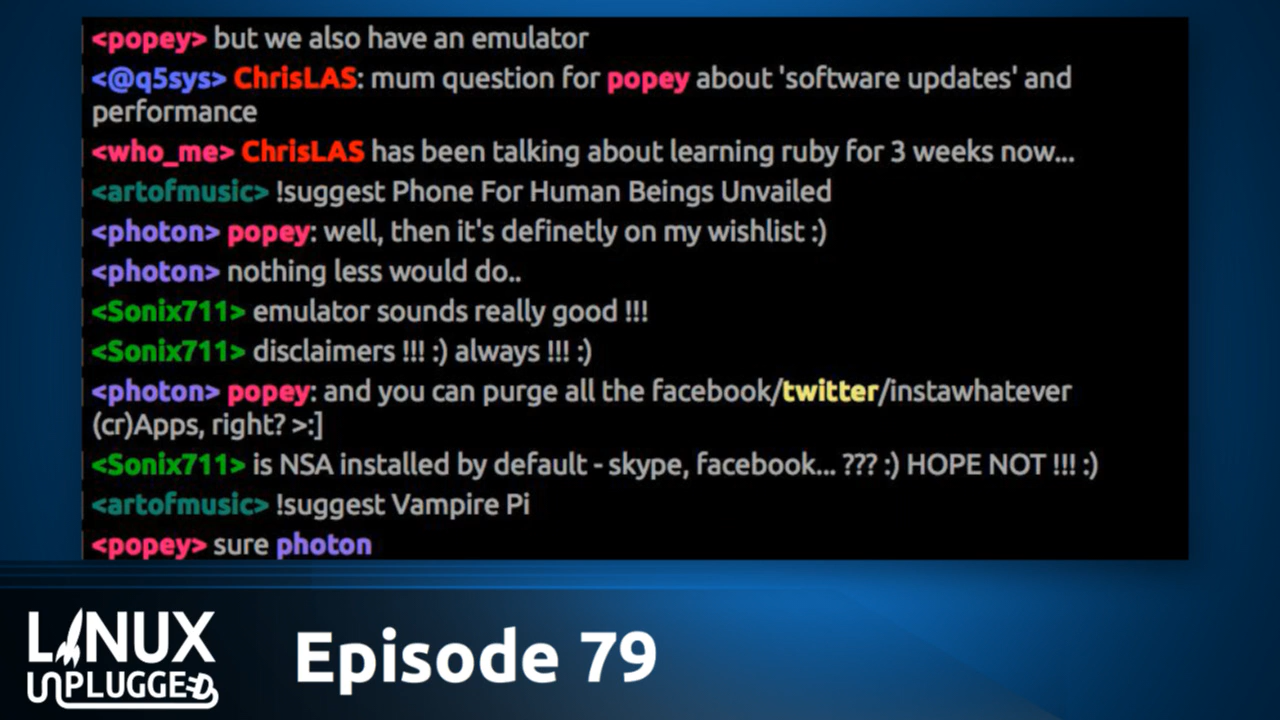 <popey> but we also have an emulator
<@q5sys> ChrisLAS: mum question for popey about 'software updates' and
performance
<who_me> ChrisLAS has been talking about learning ruby for 3 weeks now...
<artofmusic> !suggest Phone For Human Beings Unvailed
<photon> popey: well, then it's definetly on my wishlist :)
<photon> nothing less would do..
<Sonix711> emulator sounds really good !!!
<Sonix711> disclaimers !!! :) always !!! :)
<photon> popey: and you can purge all the facebook/twitter/instawhatever
(cr)Apps, right? >:]
<Sonix711> is NSA installed by default - skype, facebook... ??? :) HOPE NOT !!! :)
<artofmusic> !suggest Vampire Pi
<popey> sure photon
LINUX
UNPLUGGED
Episode 79